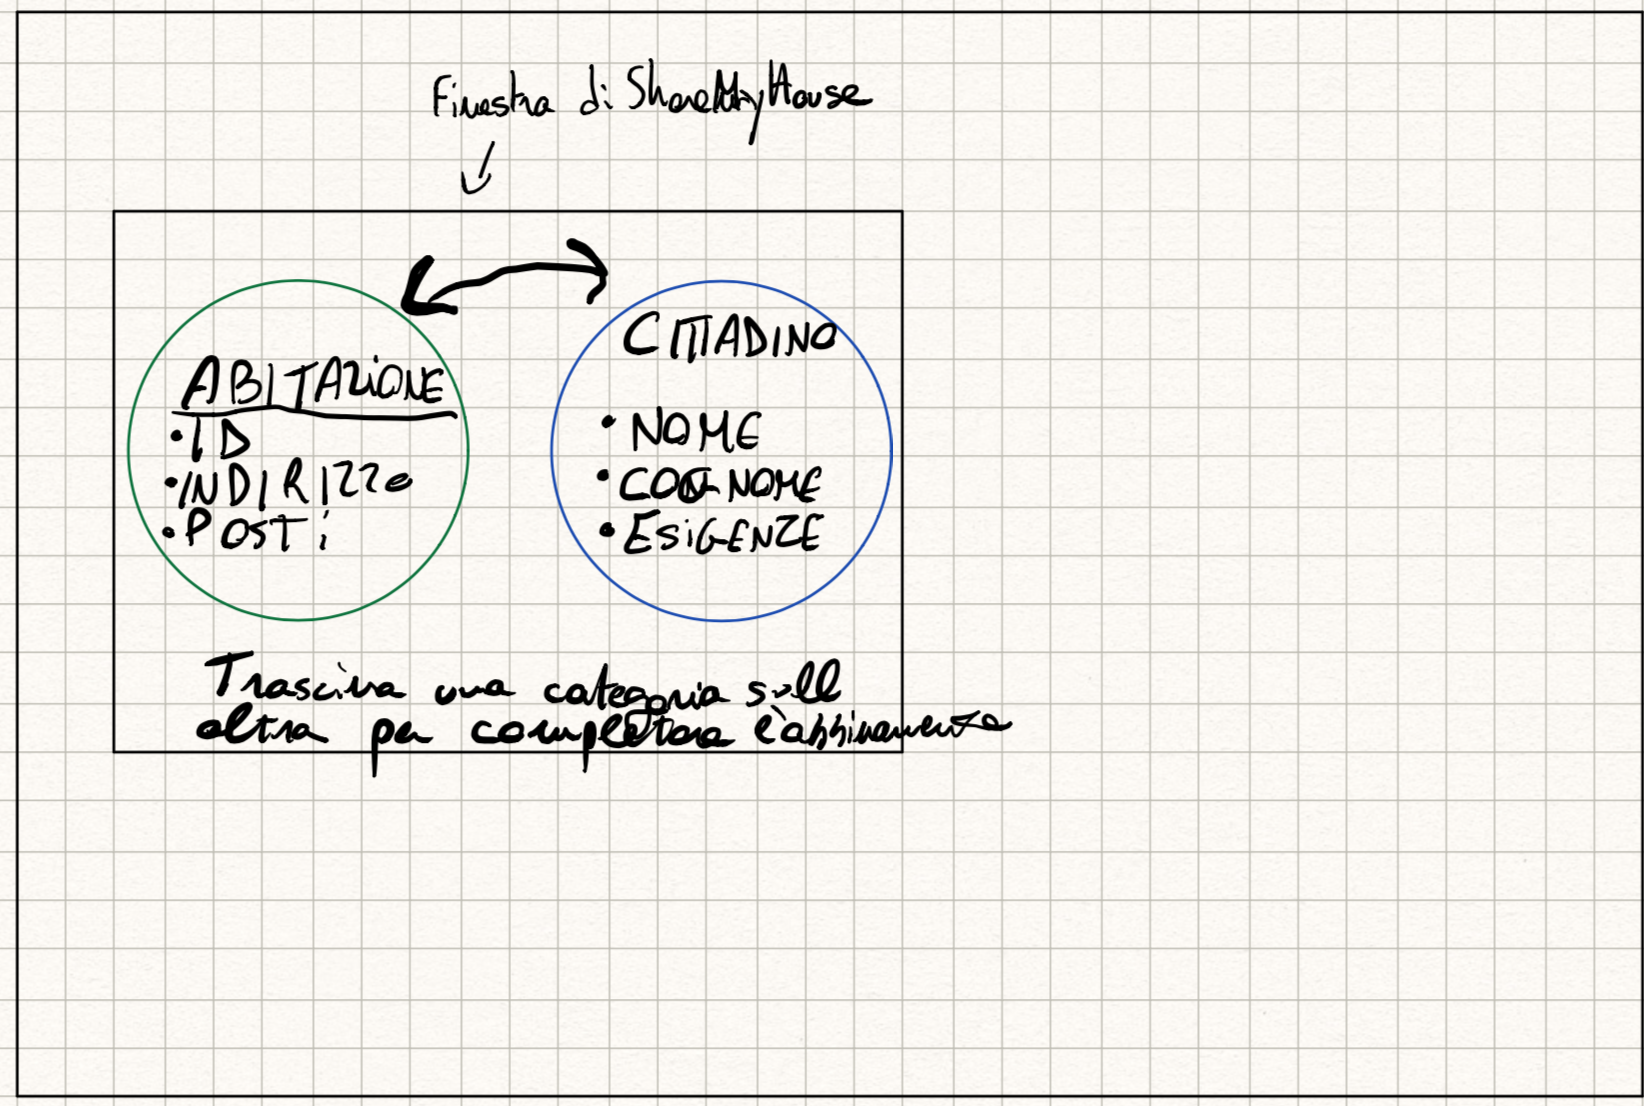 Finestra di ShareMyHouse
ABITAZIONE
• ID
• INDIRIZZo
• POSTi
CITTADINO
• NOME
• COGNOME
• ESiGENZE
Trascina una categoria sull
altra per completare l'abbinamento